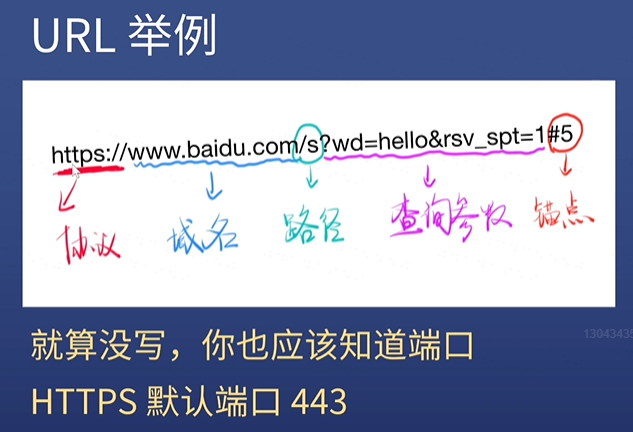 URL 举例
https://www.baidu.com/s?wd=hello&rsv_spt=1#5
协议 域名 路径 查询参数 锚点
就算没写，你也应该知道端口
HTTPS 默认端口 443